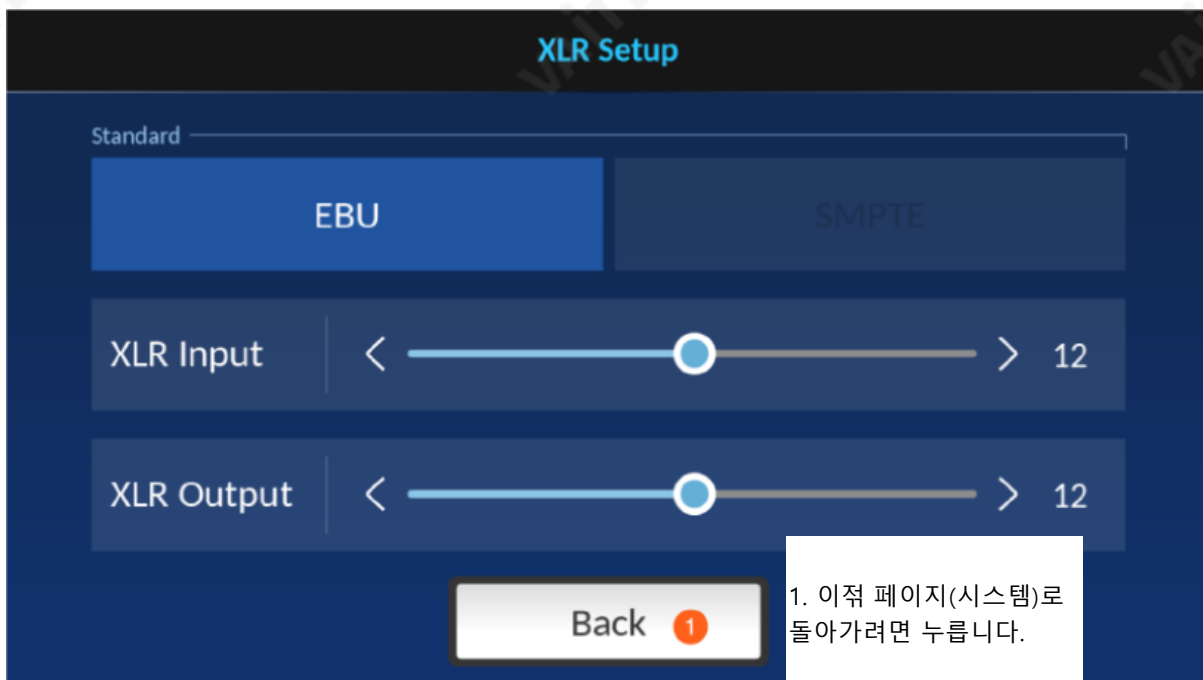 XLR Setup
Standard
EBU
SMPTE
XLR Input
12
XLR Output
12
Back 1
1. 이젂 페이지(시스템)로
돌아가려면 누릅니다.